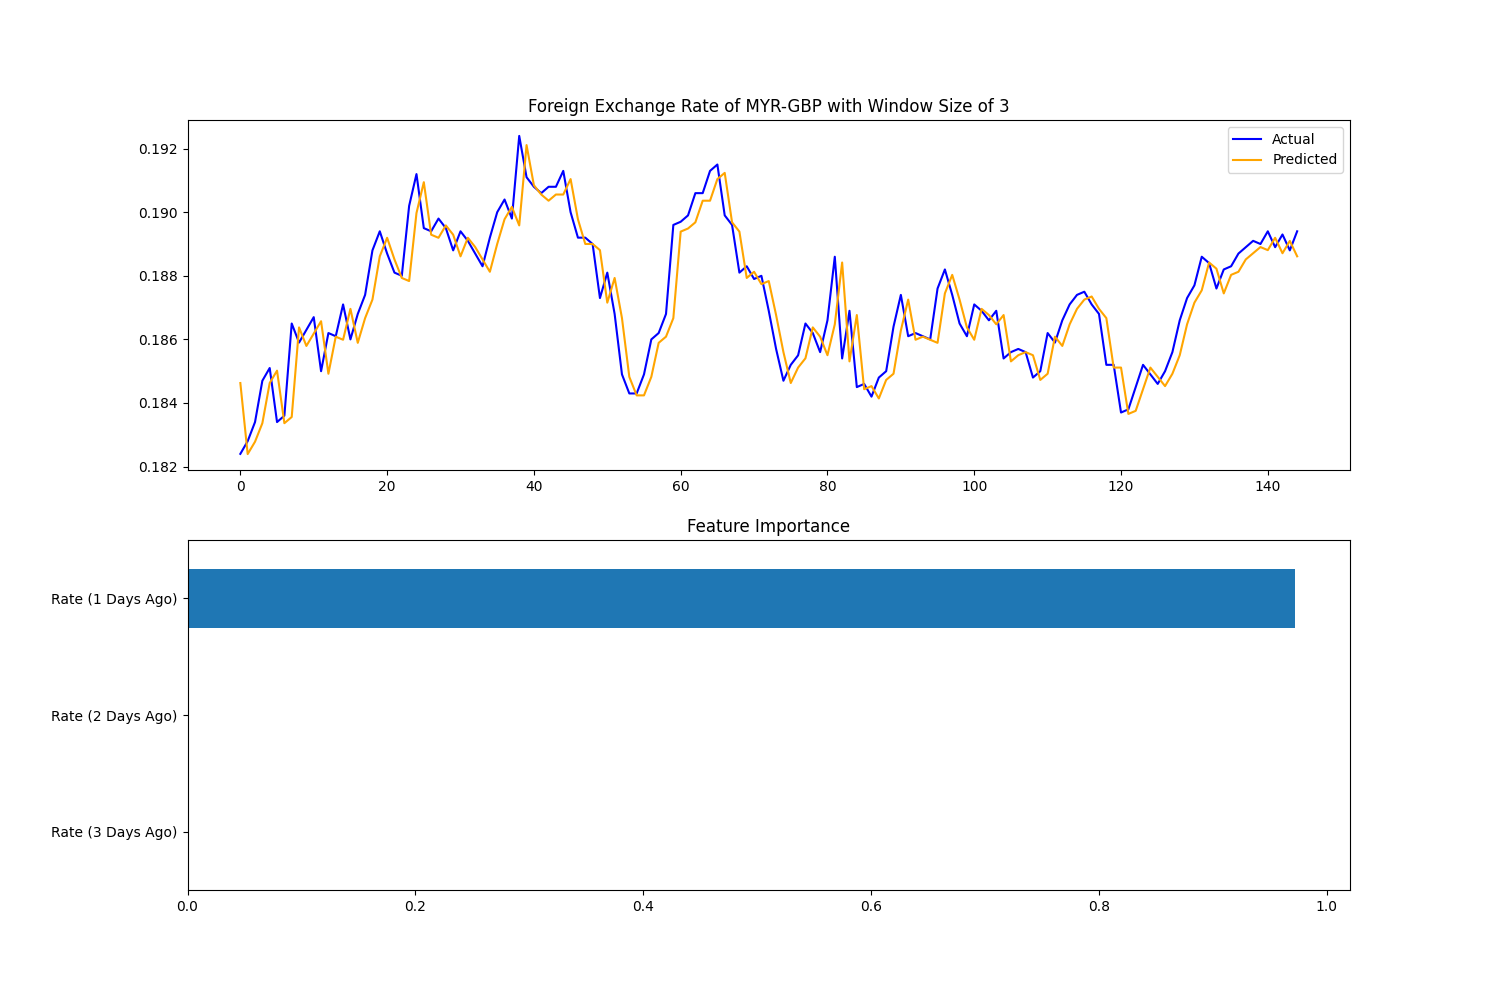 Foreign Exchange Rate of MYR-GBP with Window Size of 3
Actual
Predicted
0.192
0.190
0.188
0.186
0.184
0.182
0 20 40 60 80 100 120 140
Feature Importance
Rate (1 Days Ago)
Rate (2 Days Ago)
Rate (3 Days Ago)
0.0 0.2 0.4 0.6 0.8 1.0